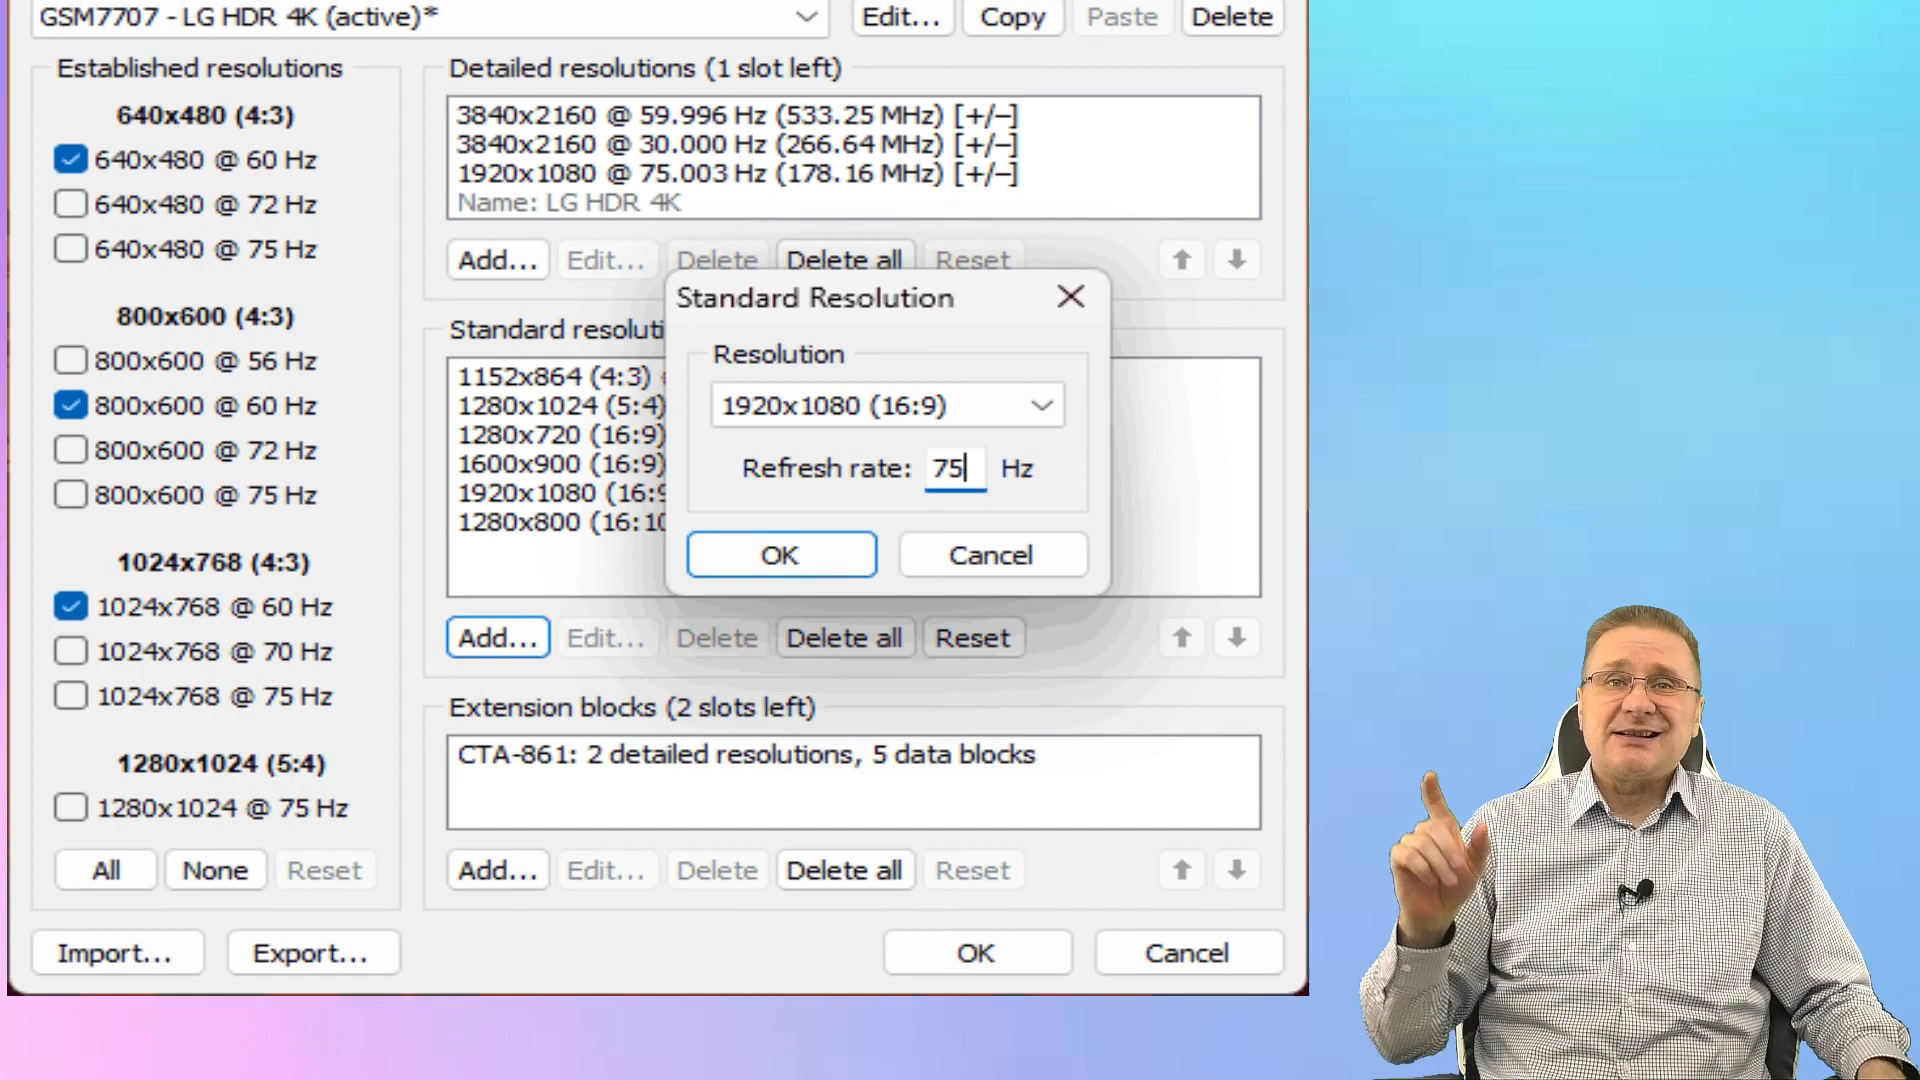 GSM7707 - LG HDR 4K (active)*
Edit...
Copy
Paste
Delete
Established resolutions
640x480 (4:3)
640x480 @ 60 Hz
640x480 @ 72 Hz
640x480 @ 75 Hz
800x600 (4:3)
800x600 @ 56 Hz
800x600 @ 60 Hz
800x600 @ 72 Hz
800x600 @ 75 Hz
1024x768 (4:3)
1024x768 @ 60 Hz
1024x768 @ 70 Hz
1024x768 @ 75 Hz
1280x1024 (5:4)
1280x1024 @ 75 Hz
All
None
Reset
Detailed resolutions (1 slot left)
3840x2160 @ 59.996 Hz (533.25 MHz) [+/−]
3840x2160 @ 30.000 Hz (266.64 MHz) [+/−]
1920x1080 @ 75.003 Hz (178.16 MHz) [+/−]
Name: LG HDR 4K
Add...
Edit...
Delete
Delete all
Reset
Standard
1152x864 (4:3)
1280x1024 (5:4)
1280x720 (16:9)
1600x900 (16:9)
1920x1080 (16:9
1280x800 (16:10
Add...
Edit...
Delete
Delete all
Reset
Standard Resolution
Resolution
1920x1080 (16:9)
Refresh rate: 75 Hz
OK
Cancel
Extension blocks (2 slots left)
CTA-861: 2 detailed resolutions, 5 data blocks
Add...
Edit...
Delete
Delete all
Reset
Import...
Export...
OK
Cancel